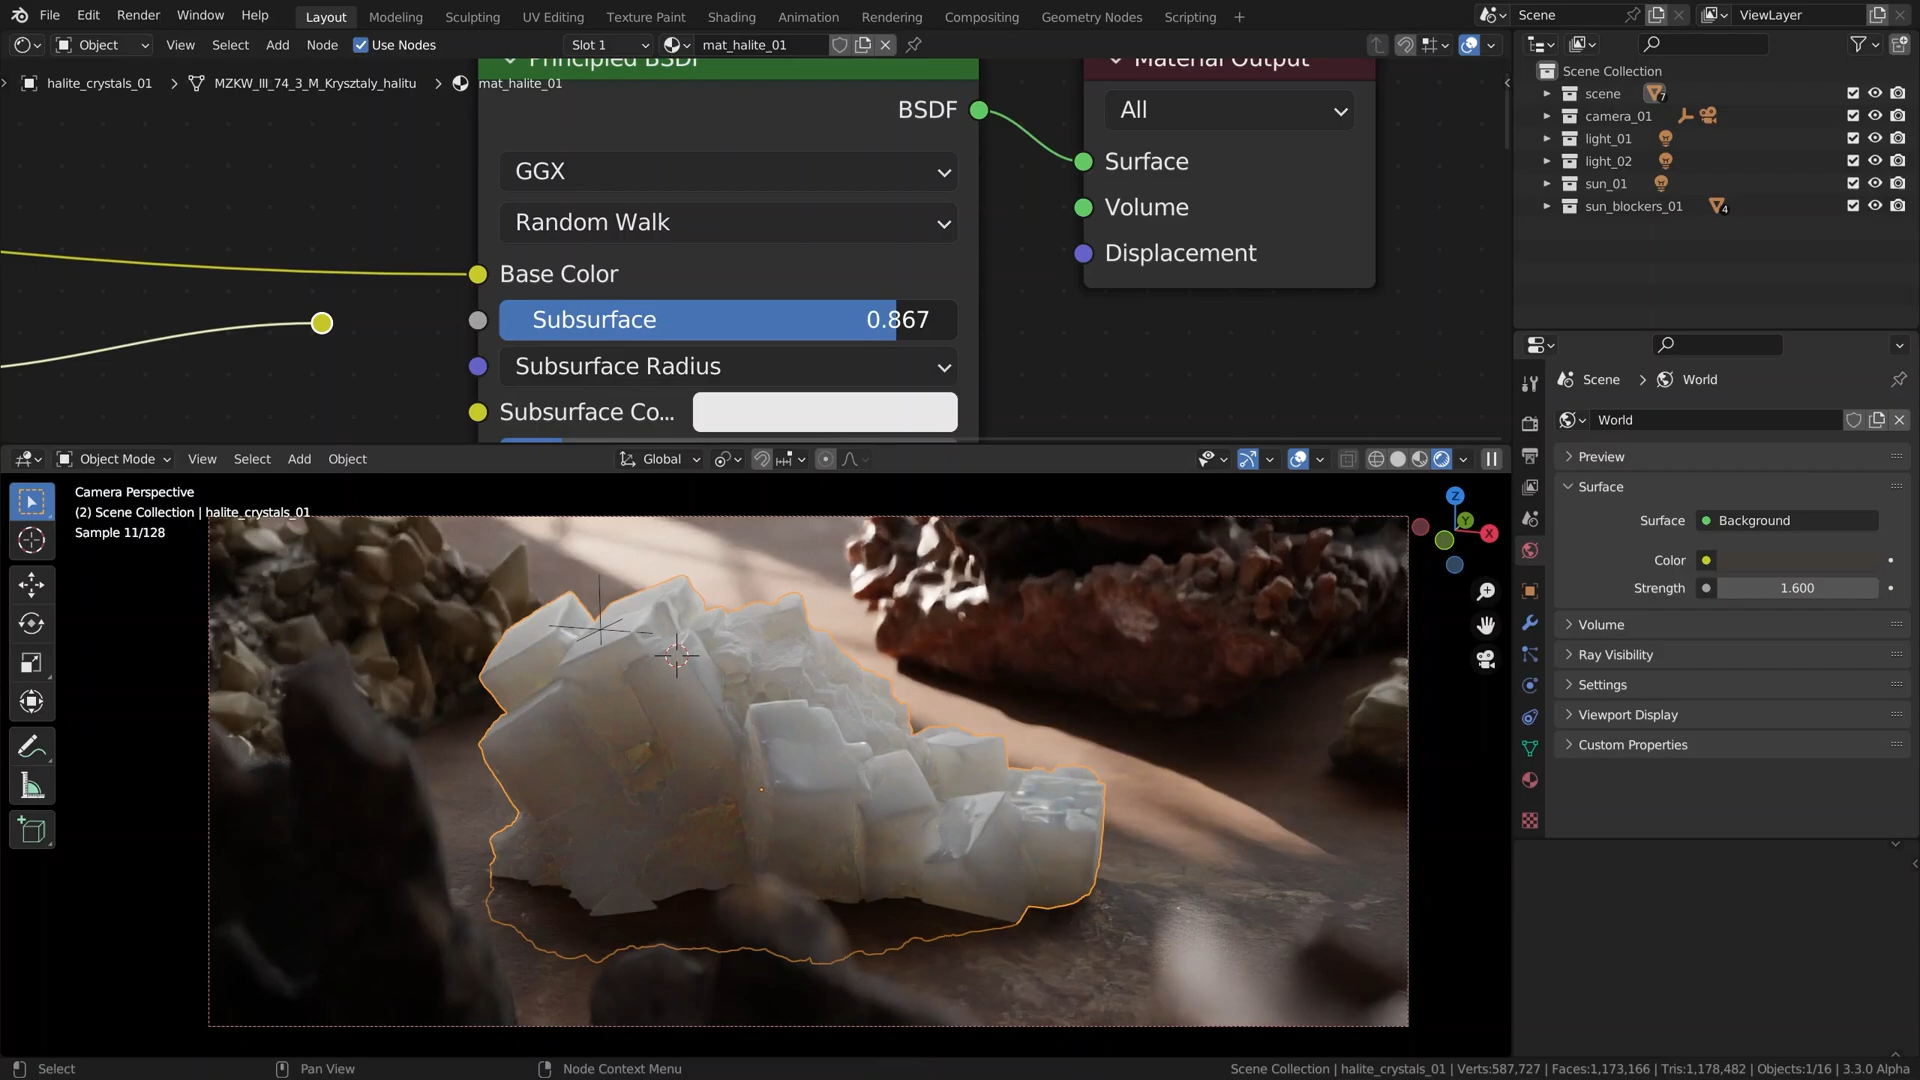 File Edit Render Window Help Layout Modeling Sculpting UV Editing Texture Paint Shading Animation Rendering Compositing Geometry Nodes Scripting + Scene ViewLayer
Object View Select Add Node Use Nodes Slot 1 mat_halite_01
halite_crystals_01 > MZKW_III_74_3_M_Krysztaly_halitu > mat_halite_01
Principled BSDF
BSDF
GGX
Random Walk
Base Color
Subsurface 0.867
Subsurface Radius
Subsurface Co...
Material Output
All
Surface
Volume
Displacement
Scene Collection
scene 7
camera_01
light_01
light_02
sun_01
sun_blockers_01 4
Scene > World
World
Preview
Surface
Surface Background
Color
Strength 1.600
Volume
Ray Visibility
Settings
Viewport Display
Custom Properties
Object Mode View Select Add Object Global
Camera Perspective
(2) Scene Collection | halite_crystals_01
Sample 11/128
Z
Y
X
Select Pan View Node Context Menu Scene Collection | halite_crystals_01 | Verts:587,727 | Faces:1,173,166 | Tris:1,178,482 | Objects:1/16 | 3.3.0 Alpha